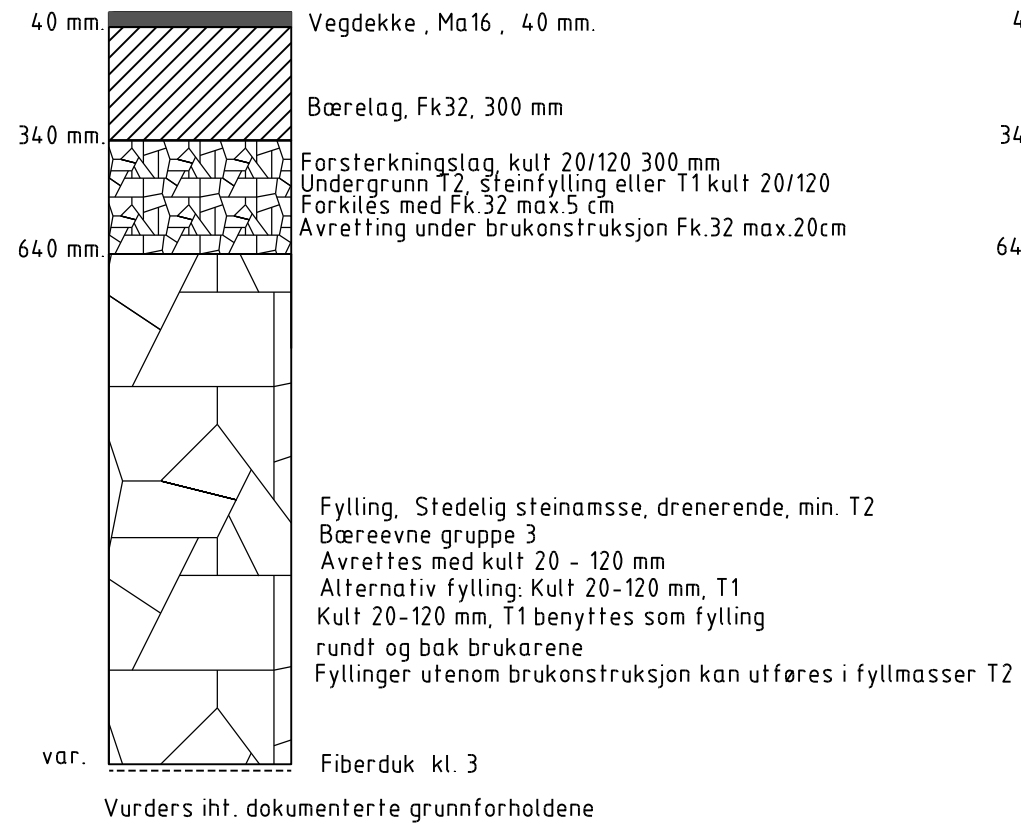 40 mm.
Vegdekke , Ma16 , 40 mm.
4
Bærelag, Fk32, 300 mm
340 mm.
34
Forsterkningslag, kult 20/120 300 mm
Undergrunn T2, steinfylling eller T1 kult 20/120
Forkiles med Fk.32 max.5 cm
Avretting under brukonstruksjon Fk.32 max.20cm
640 mm.
64
Fylling, Stedelig steinamsse, drenerende, min. T2
Bæreevne gruppe 3
Avrettes med kult 20 - 120 mm
Alternativ fylling: Kult 20-120 mm, T1
Kult 20-120 mm, T1 benyttes som fylling
rundt og bak brukarene
Fyllinger utenom brukonstruksjon kan utføres i fyllmasser T2
var.
Fiberduk kl. 3
Vurders iht. dokumenterte grunnforholdene